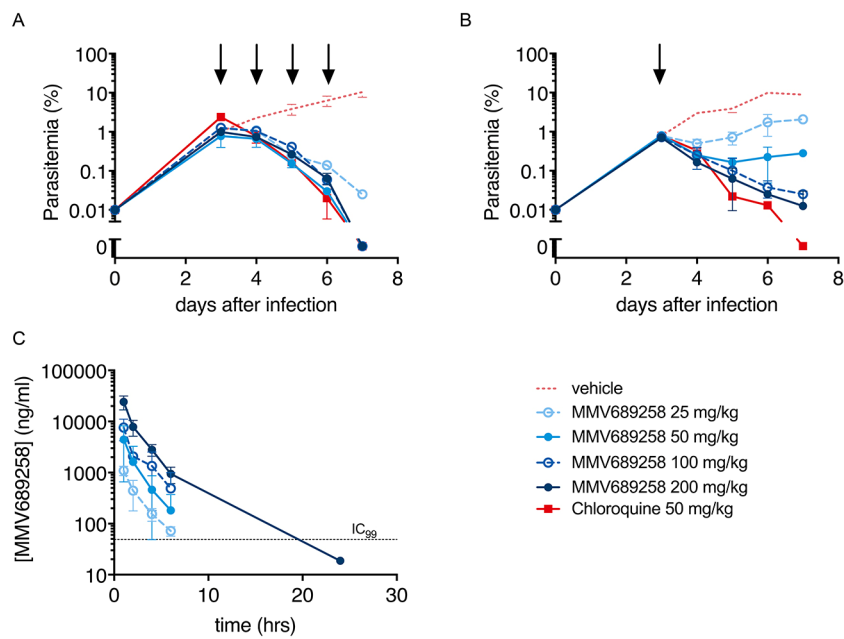 A
B
100
10
1
0.1
0.01
0
Parasitemia (%)
0 2 4 6 8
days after infection
100
10
1
0.1
0.01
0
Parasitemia (%)
0 2 4 6 8
days after infection
C
100000
10000
1000
100
10
[MMV689258] (ng/ml)
IC99
0 10 20 30
time (hrs)
vehicle
MMV689258 25 mg/kg
MMV689258 50 mg/kg
MMV689258 100 mg/kg
MMV689258 200 mg/kg
Chloroquine 50 mg/kg